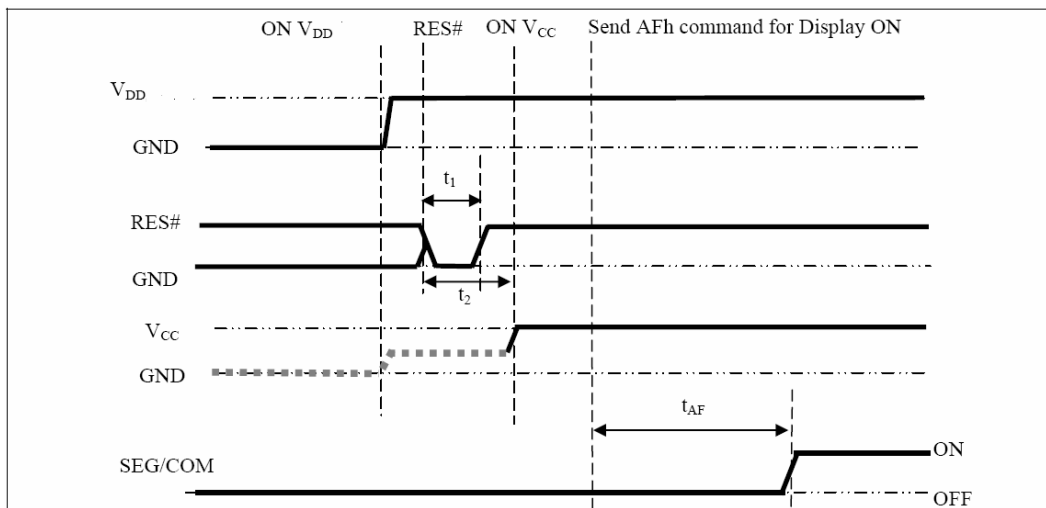 ON VDD RES# ON VCC Send AFh command for Display ON
VDD
GND
t1
RES#
GND
t2
VCC
GND
tAF
SEG/COM
ON
OFF